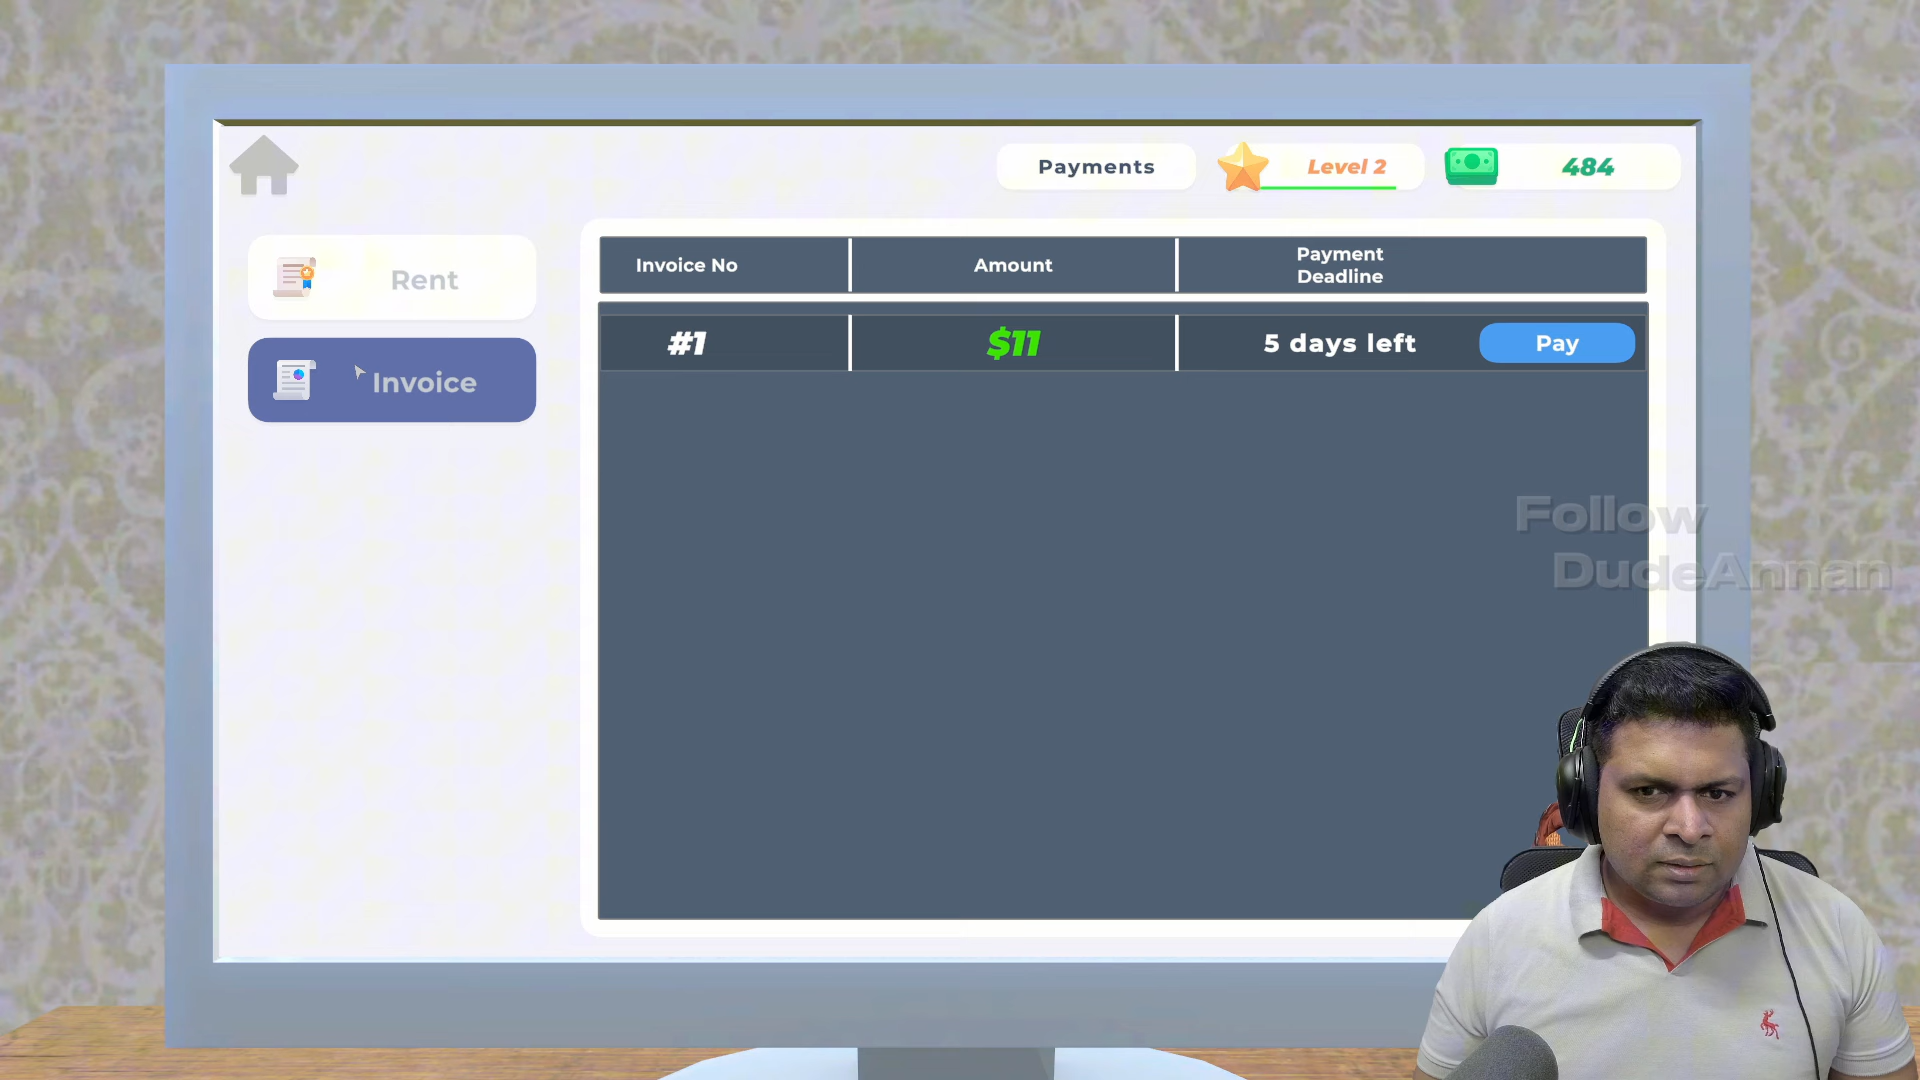 Payments
Level 2
484
Rent
Invoice
Invoice No
Amount
Payment
Deadline
#1
$11
5 days left
Pay
Follow
DudeAnnan